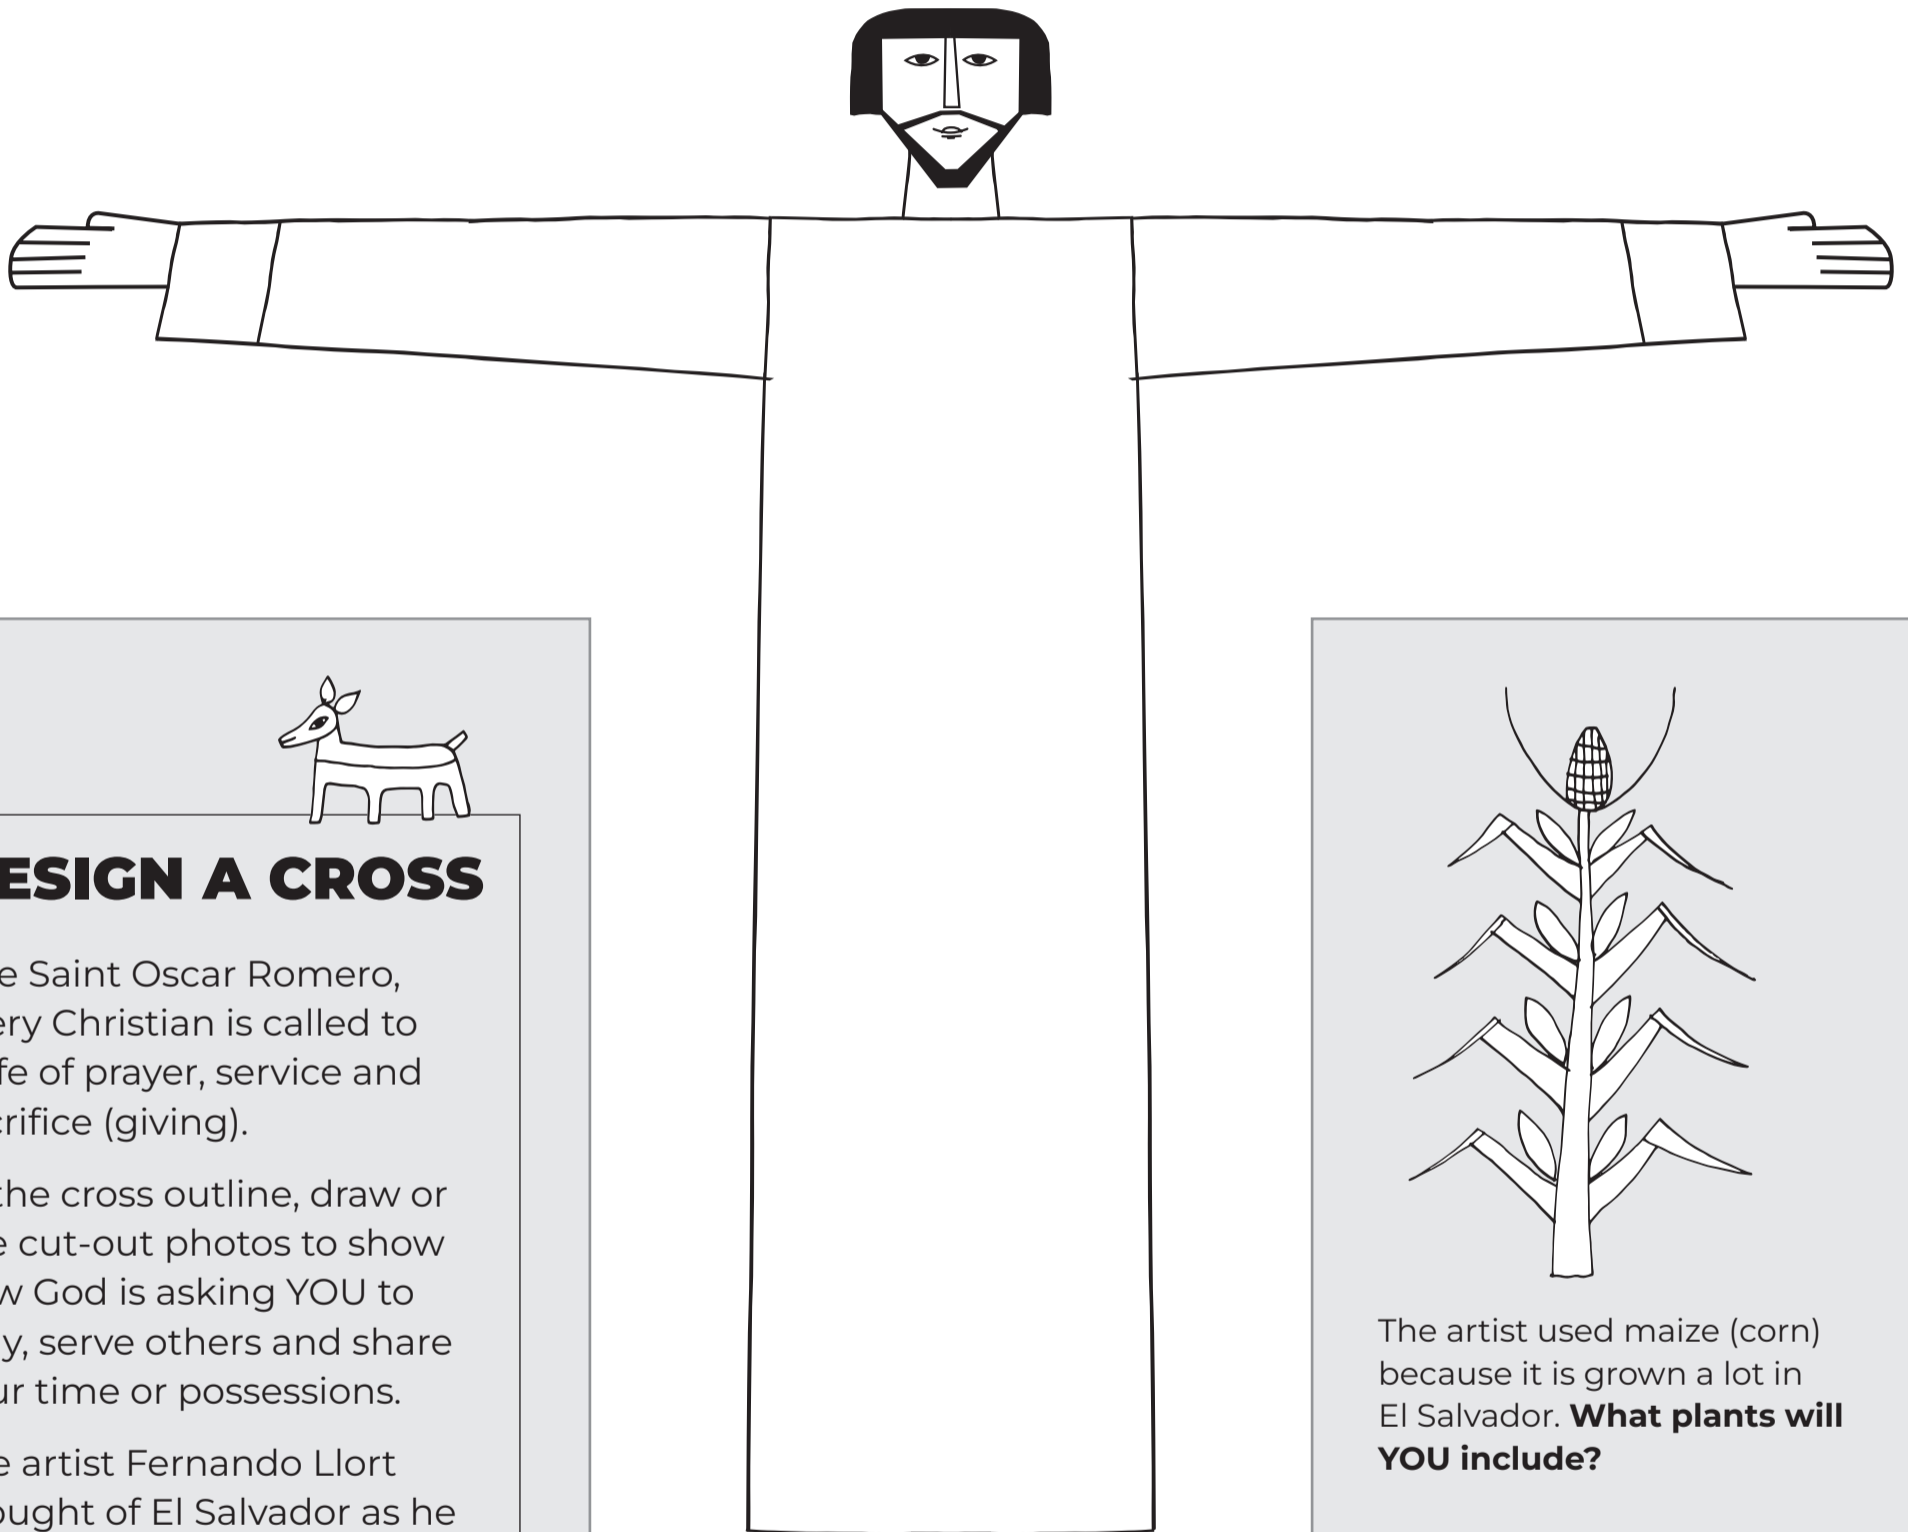 ESIGN A CROSS
e Saint Oscar Romero,
ery Christian is called to
fe of prayer, service and
crifice (giving).
the cross outline, draw or
e cut-out photos to show
w God is asking YOU to
y, serve others and share
ur time or possessions.
e artist Fernando Llort
ought of El Salvador as he
The artist used maize (corn)
because it is grown a lot in
El Salvador. What plants will
YOU include?